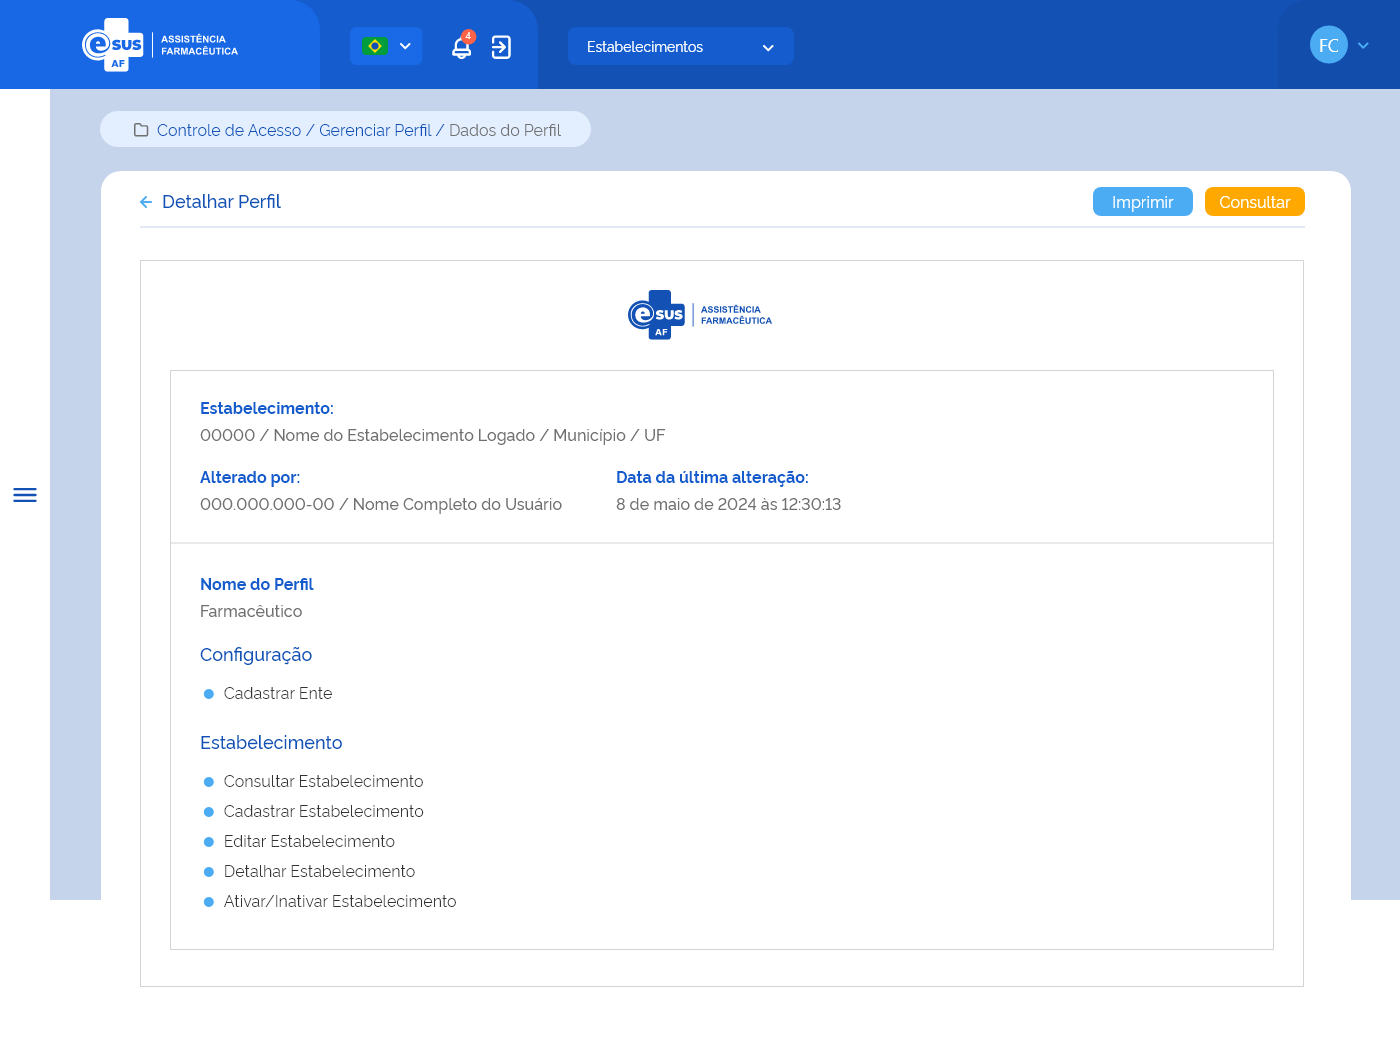 e sus
AF
ASSISTÊNCIA
FARMACÊUTICA
4
Estabelecimentos
FC
Controle de Acesso / Gerenciar Perfil / Dados do Perfil
Detalhar Perfil
Imprimir
Consultar
e sus
AF
ASSISTÊNCIA
FARMACÊUTICA
Estabelecimento:
00000 / Nome do Estabelecimento Logado / Município / UF
Alterado por:
000.000.000-00 / Nome Completo do Usuário
Data da última alteração:
8 de maio de 2024 às 12:30:13
Nome do Perfil
Farmacêutico
Configuração
Cadastrar Ente
Estabelecimento
Consultar Estabelecimento
Cadastrar Estabelecimento
Editar Estabelecimento
Detalhar Estabelecimento
Ativar/Inativar Estabelecimento